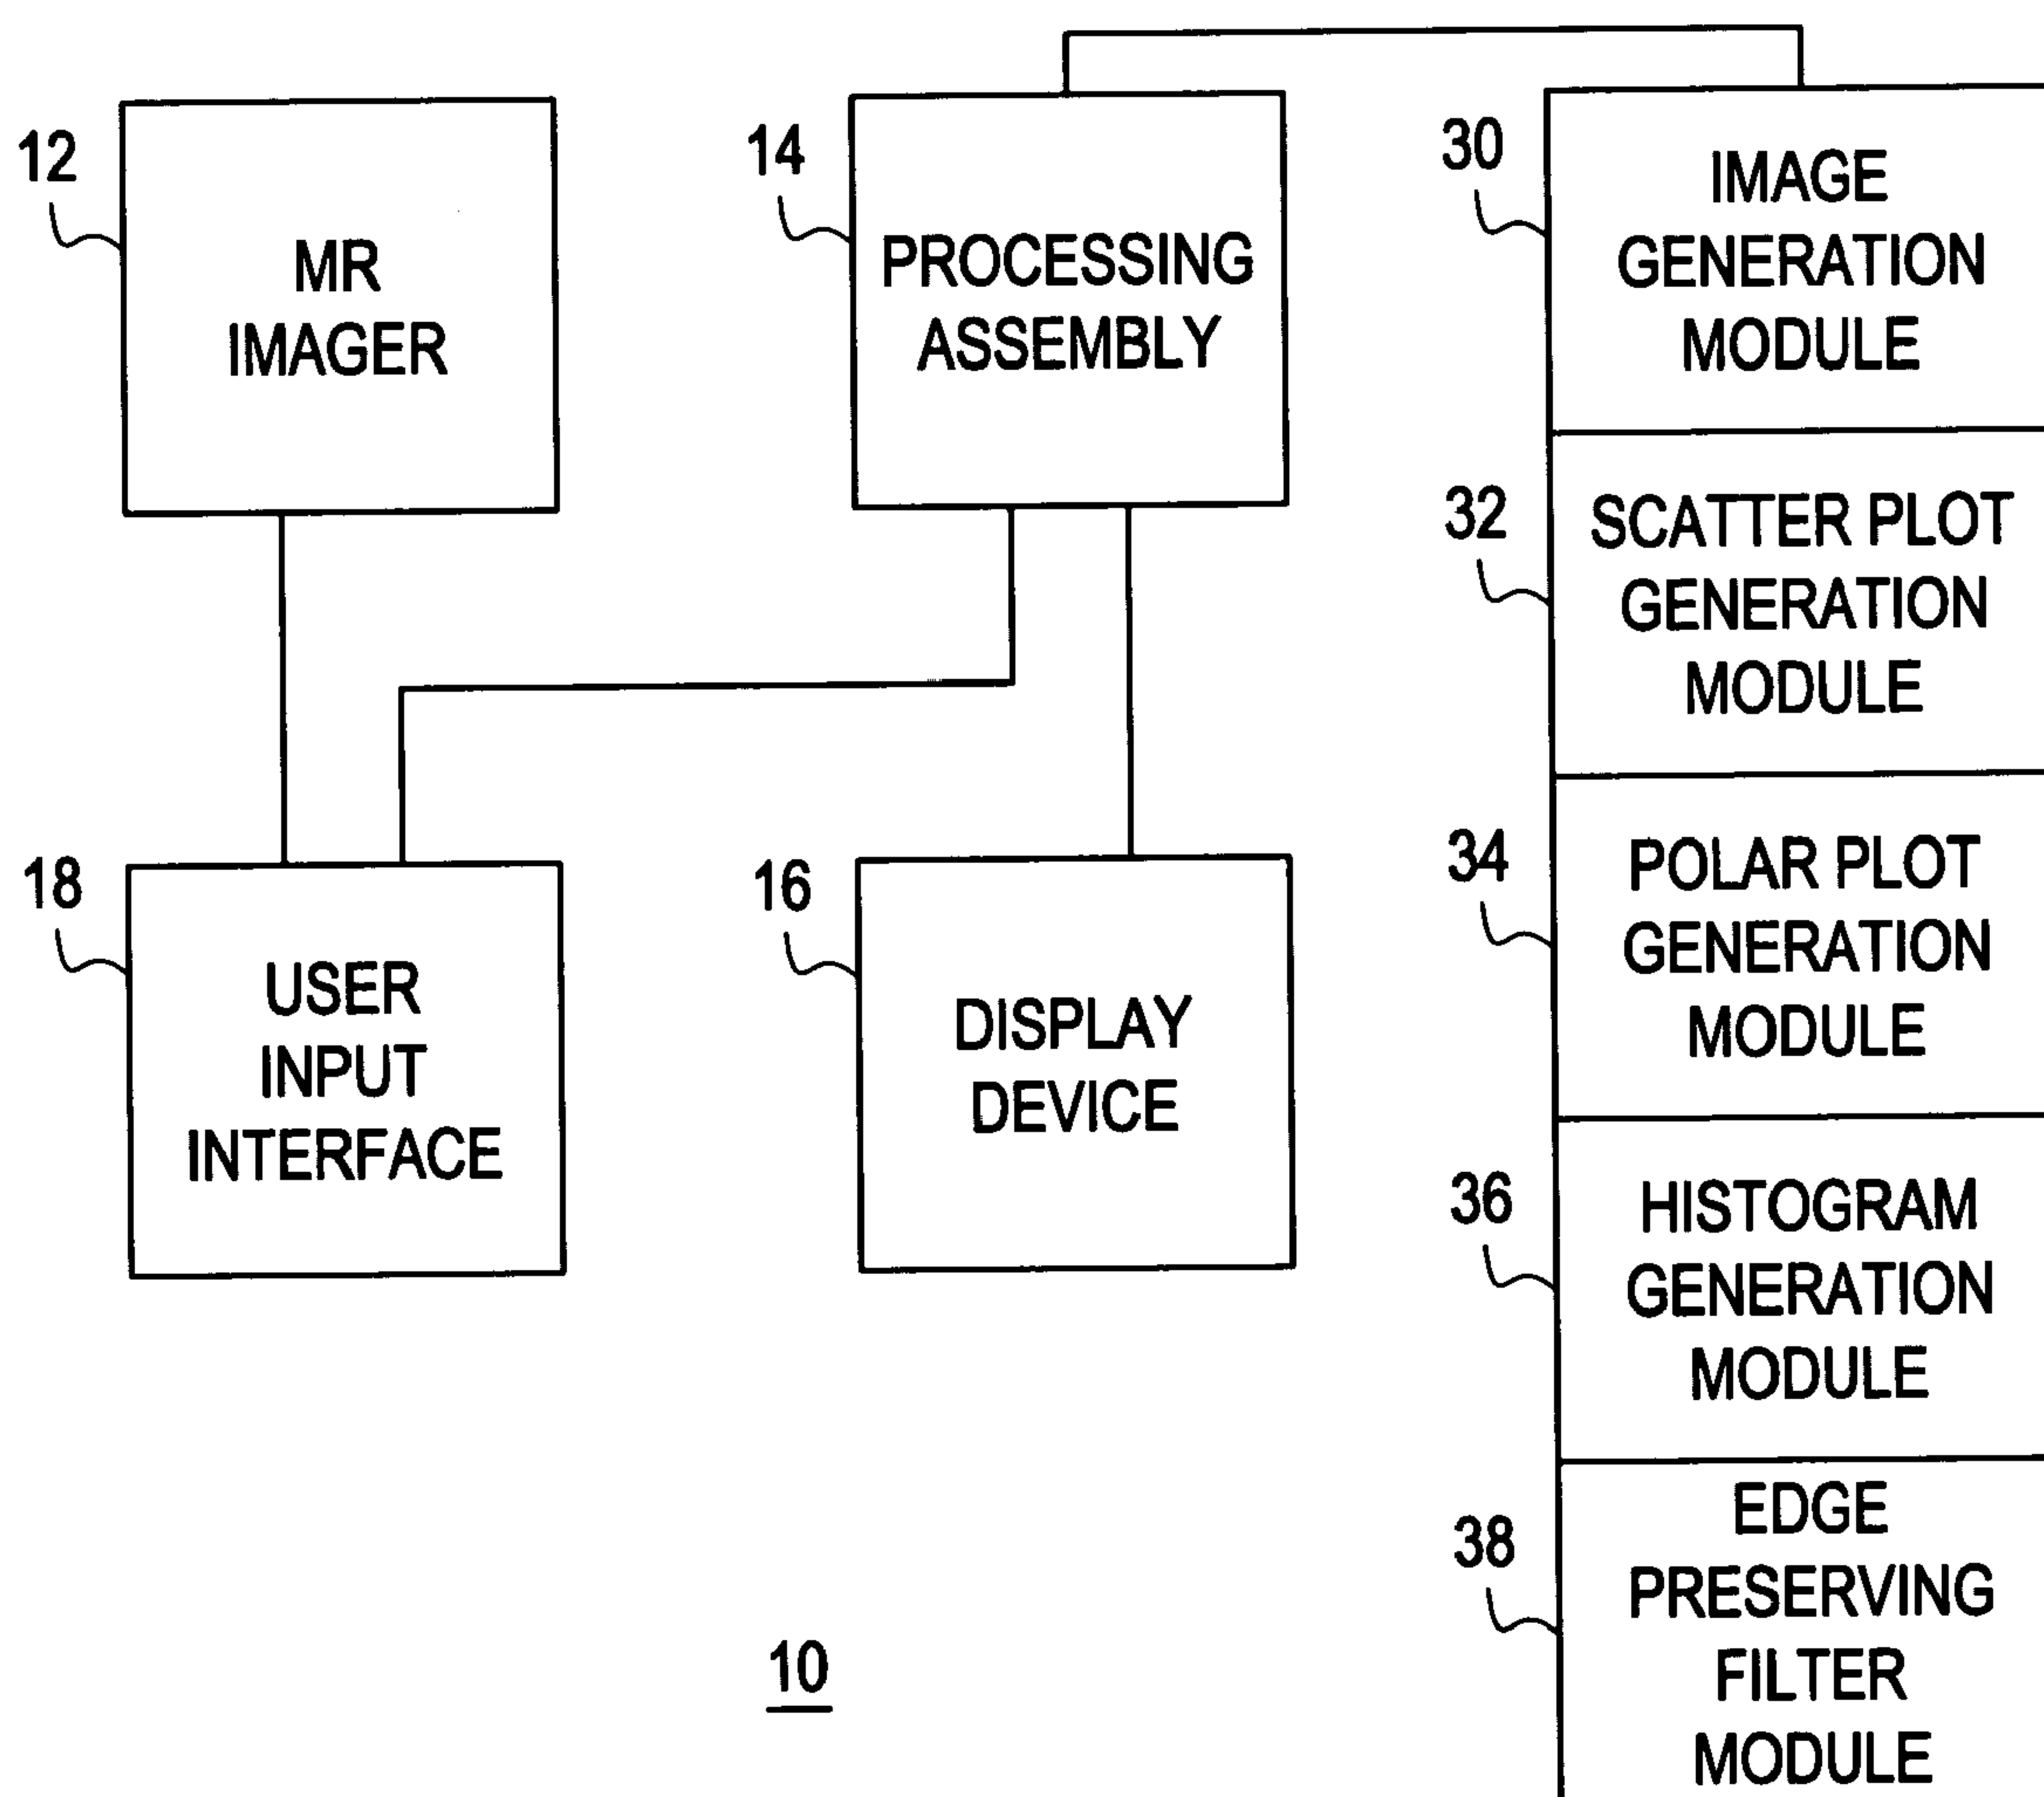 12
MR
IMAGER
14
PROCESSING
ASSEMBLY
30
IMAGE
GENERATION
MODULE
32
SCATTER PLOT
GENERATION
MODULE
18
USER
INPUT
INTERFACE
16
DISPLAY
DEVICE
34
POLAR PLOT
GENERATION
MODULE
36
HISTOGRAM
GENERATION
MODULE
38
EDGE
PRESERVING
FILTER
MODULE
10